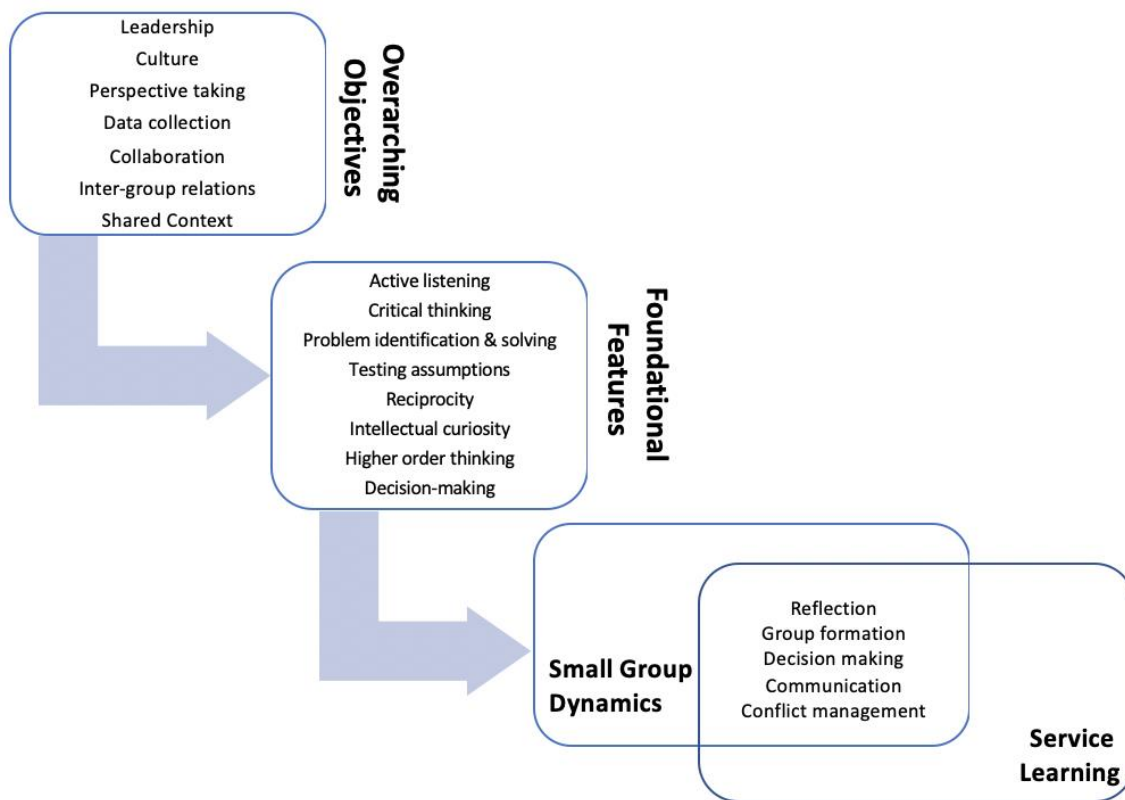 Leadership
Culture
Perspective taking
Data collection
Collaboration
Inter-group relations
Shared Context
Overarching
Objectives
Active listening
Critical thinking
Problem identification & solving
Testing assumptions
Reciprocity
Intellectual curiosity
Higher order thinking
Decision-making
Foundational
Features
Small Group
Dynamics
Reflection
Group formation
Decision making
Communication
Conflict management
Service
Learning